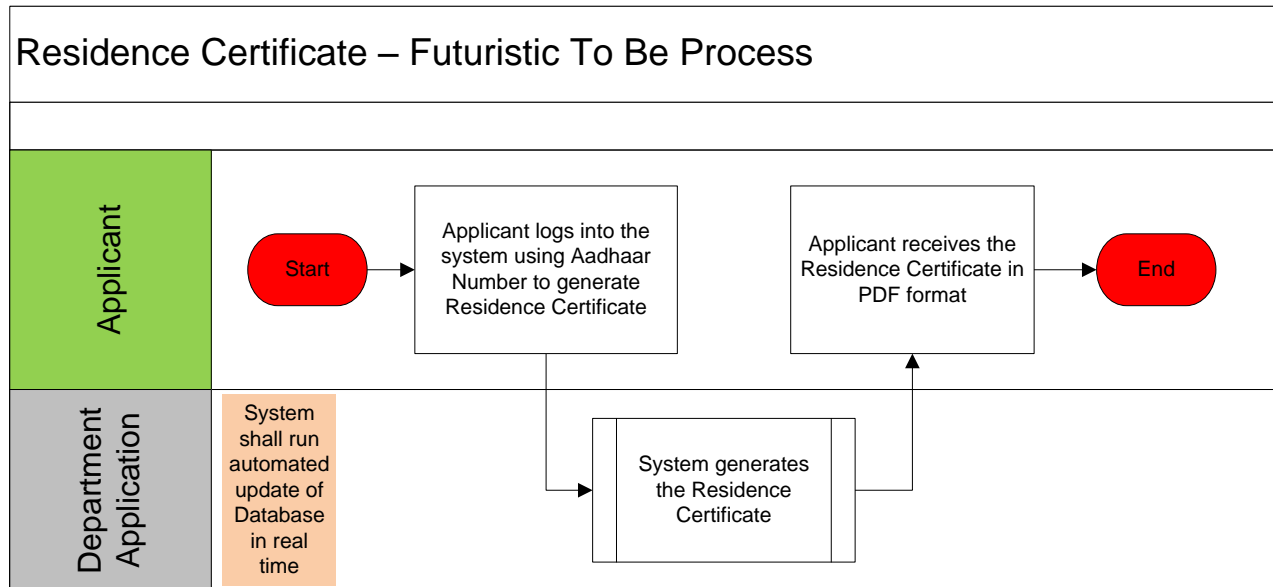 Residence Certificate – Futuristic To Be Process
Applicant
Start
Applicant logs into the
system using Aadhaar
Number to generate
Residence Certificate
Applicant receives the
Residence Certificate in
PDF format
End
Department
Application
System
shall run
automated
update of
Database
in real
time
System generates
the Residence
Certificate